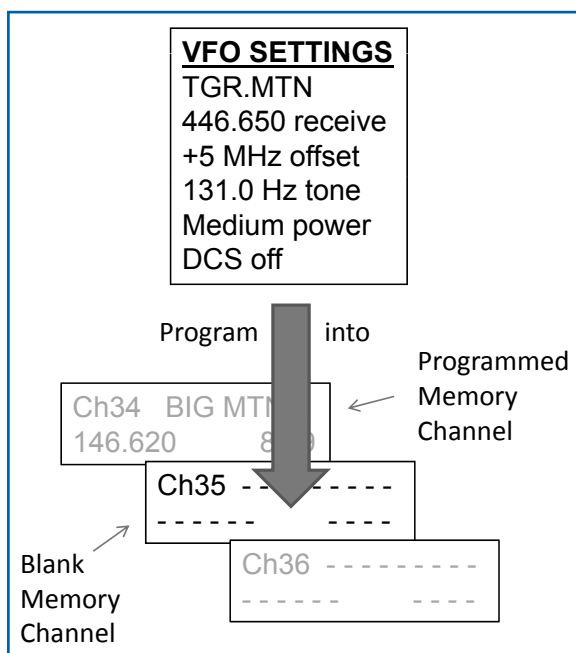 VFO SETTINGS
TGR.MTN
446.650 receive
+5 MHz offset
131.0 Hz tone
Medium power
DCS off
Program into
Programmed
Memory
Channel
Ch34 BIG
146.620
Ch35 - - - - - - - - -
- - - - - - - - - -
Blank
Memory
Channel
Ch36 - - - - - - - - -
- - - - - - - - - -